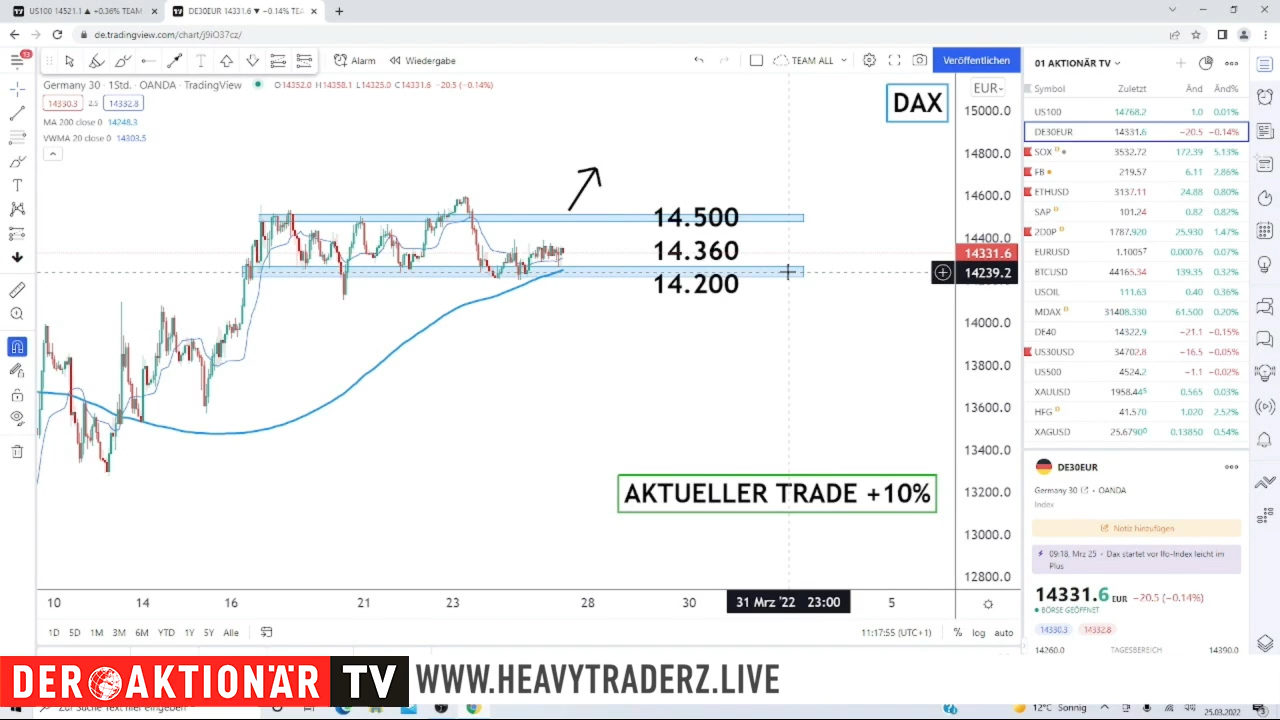 US100 14521.1 ▲ +0.36% TEAM
DE30EUR 14331.6 ▼ −0.14% TEA
de.tradingview.com/chart/j9iO37cz/
Alarm
Wiedergabe
TEAM ALL
Veröffentlichen
Germany 30 · 1Std. · OANDA · TradingView
O14352.0 H14358.1 L14325.0 C14331.6 −20.5 (−0.14%)
14330.3 2.5 14332.8
MA 200 close 0 14248.3
VWMA 20 close 0 14303.5
DAX
14.500
14.360
14.200
AKTUELLER TRADE +10%
EUR
15000.0
14800.0
14600.0
14400.0
14331.6
14239.2
14000.0
13800.0
13600.0
13400.0
13200.0
13000.0
12800.0
10 14 16 21 23 28 30 31 Mrz '22 23:00 5
1D 5D 1M 3M 6M YTD 1Y 5Y Alle
11:17:55 (UTC+1) % log auto
01 AKTIONÄR TV
Symbol Zuletzt Änd Änd%
US100 14768.2 1.0 0.01%
DE30EUR 14331.6 −20.5 −0.14%
SOX 3532.72 172.39 5.13%
FB 219.57 6.11 2.86%
ETHUSD 3137.11 24.88 0.80%
SAP 101.24 0.82 0.82%
2D0P 1787.920 25.930 1.47%
EURUSD 1.10057 0.00076 0.07%
BTCUSD 44165.34 139.35 0.32%
USOIL 111.63 0.40 0.36%
MDAX 31408.330 61.500 0.20%
DE40 14322.9 −21.1 −0.15%
US30USD 34702.8 −16.5 −0.05%
US500 4524.2 −1.1 −0.02%
XAUUSD 1958.445 0.565 0.03%
HFG 41.570 1.020 2.52%
XAGUSD 25.6790 0.13850 0.54%
DE30EUR
Germany 30 · OANDA
Index
Notiz hinzufügen
09:18, Mrz 25 · Dax startet vor Ifo-Index leicht im
Plus
14331.6 EUR −20.5 (−0.14%)
BÖRSE GEÖFFNET
14330.3 14332.8
14260.0 TAGESBEREICH 14390.0
DER AKTIONÄR TV
WWW.HEAVYTRADERZ.LIVE
12°C Sonnig
25.03.2022